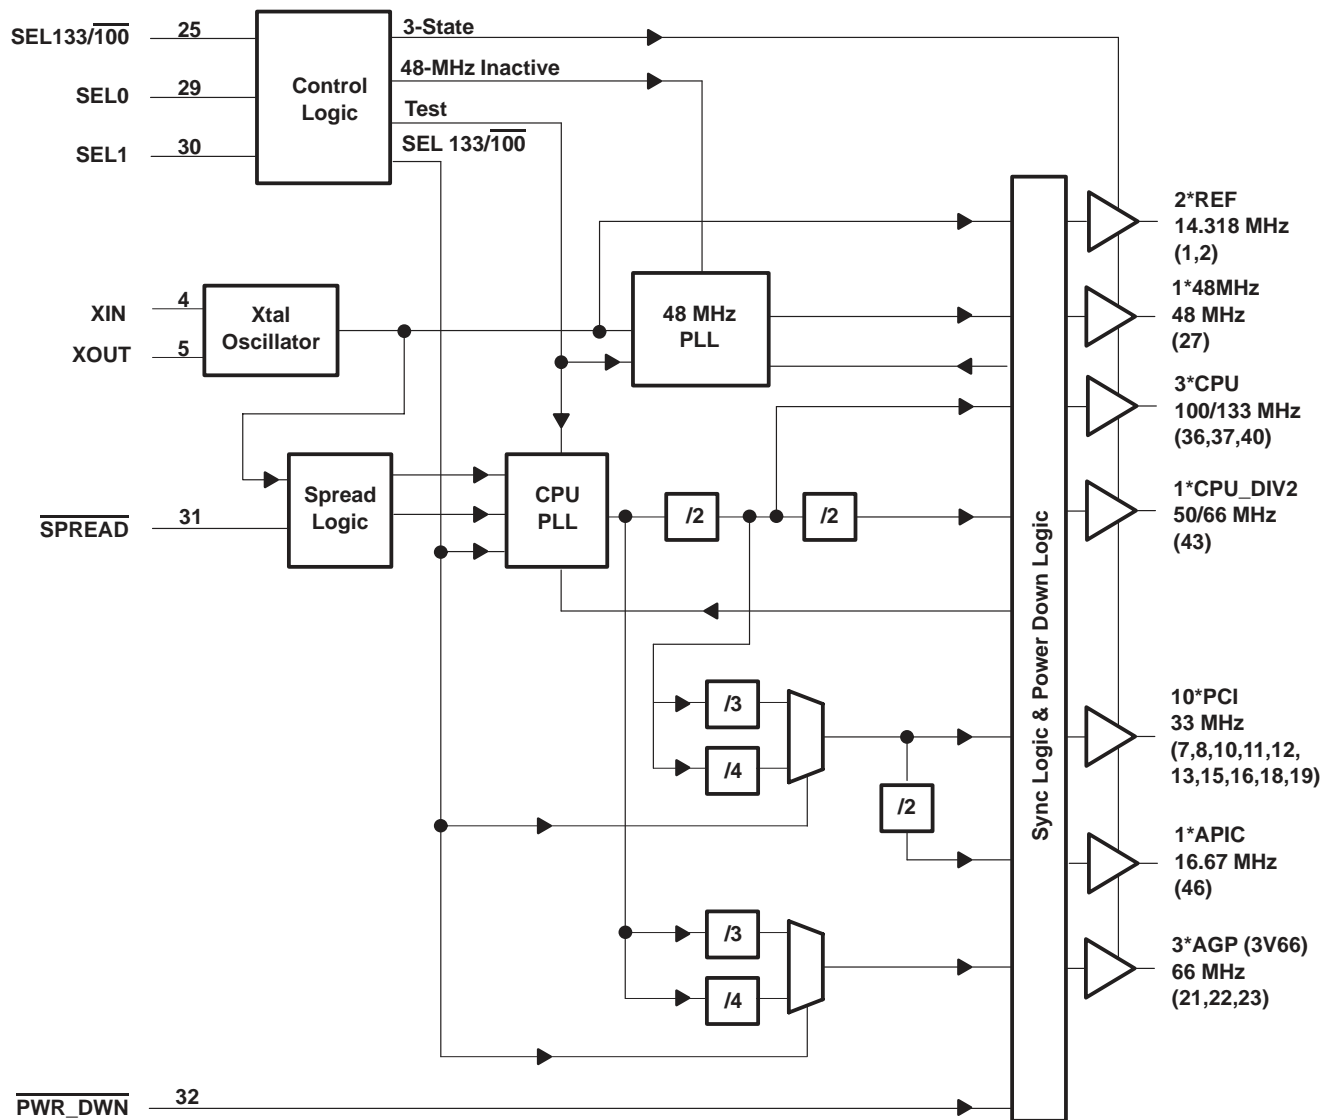 SEL133/100
25
3-State
SEL0
29
Control
Logic
48-MHz Inactive
Test
SEL1
30
SEL 133/100
2*REF
14.318 MHz
(1,2)
XIN
4
Xtal
Oscillator
XOUT
5
48 MHz
PLL
1*48MHz
48 MHz
(27)
3*CPU
100/133 MHz
(36,37,40)
SPREAD
31
Spread
Logic
CPU
PLL
/2
/2
1*CPU_DIV2
50/66 MHz
(43)
Sync Logic & Power Down Logic
/3
/4
/2
10*PCI
33 MHz
(7,8,10,11,12,
13,15,16,18,19)
1*APIC
16.67 MHz
(46)
/3
/4
3*AGP (3V66)
66 MHz
(21,22,23)
PWR_DWN
32